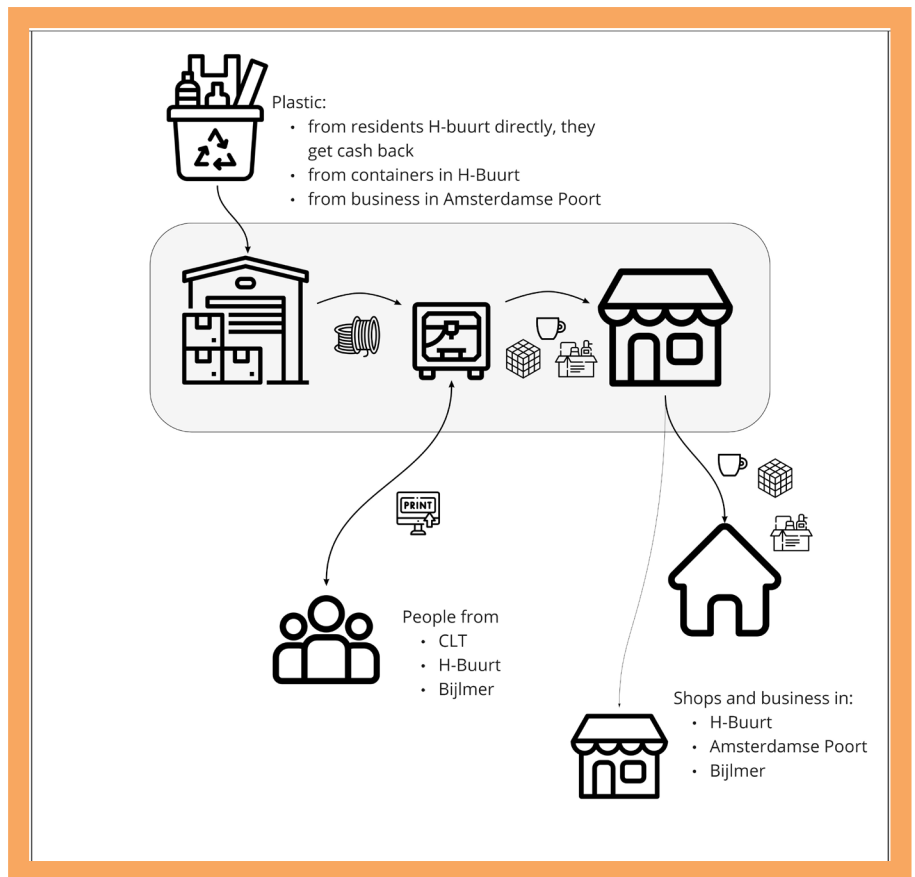 Plastic:
• from residents H-buurt directly, they
get cash back
• from containers in H-Buurt
• from business in Amsterdamse Poort
PRINT
People from
• CLT
• H-Buurt
• Bijlmer
Shops and business in:
• H-Buurt
• Amsterdamse Poort
• Bijlmer